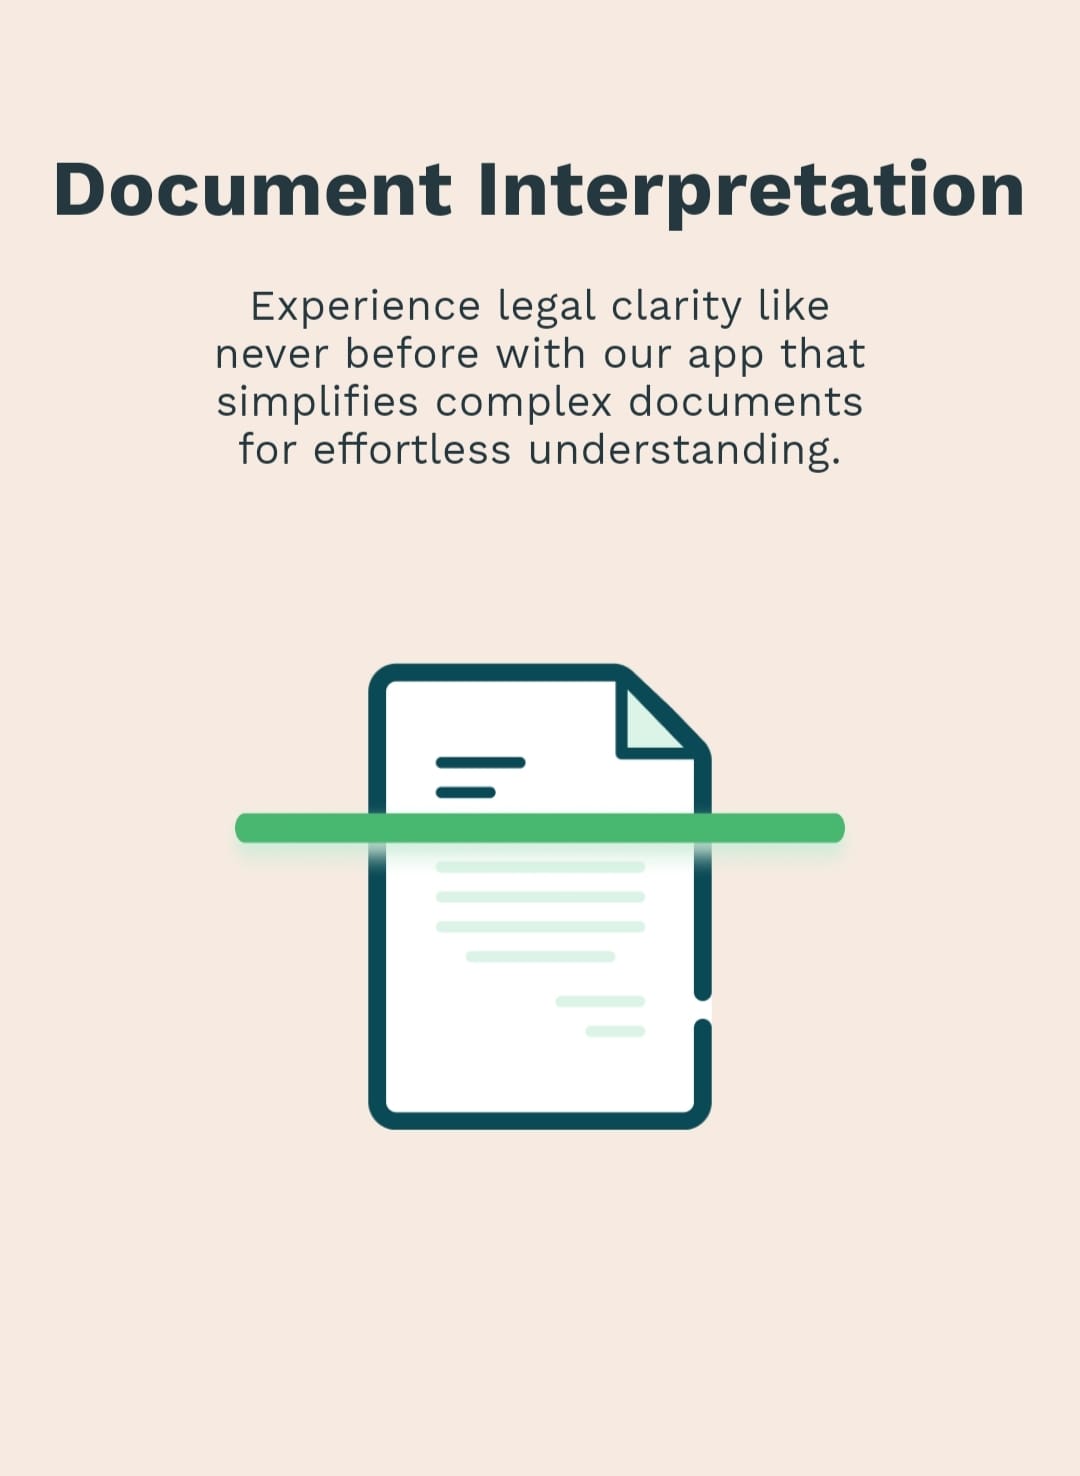 Document Interpretation
Experience legal clarity like
never before with our app that
simplifies complex documents
for effortless understanding.